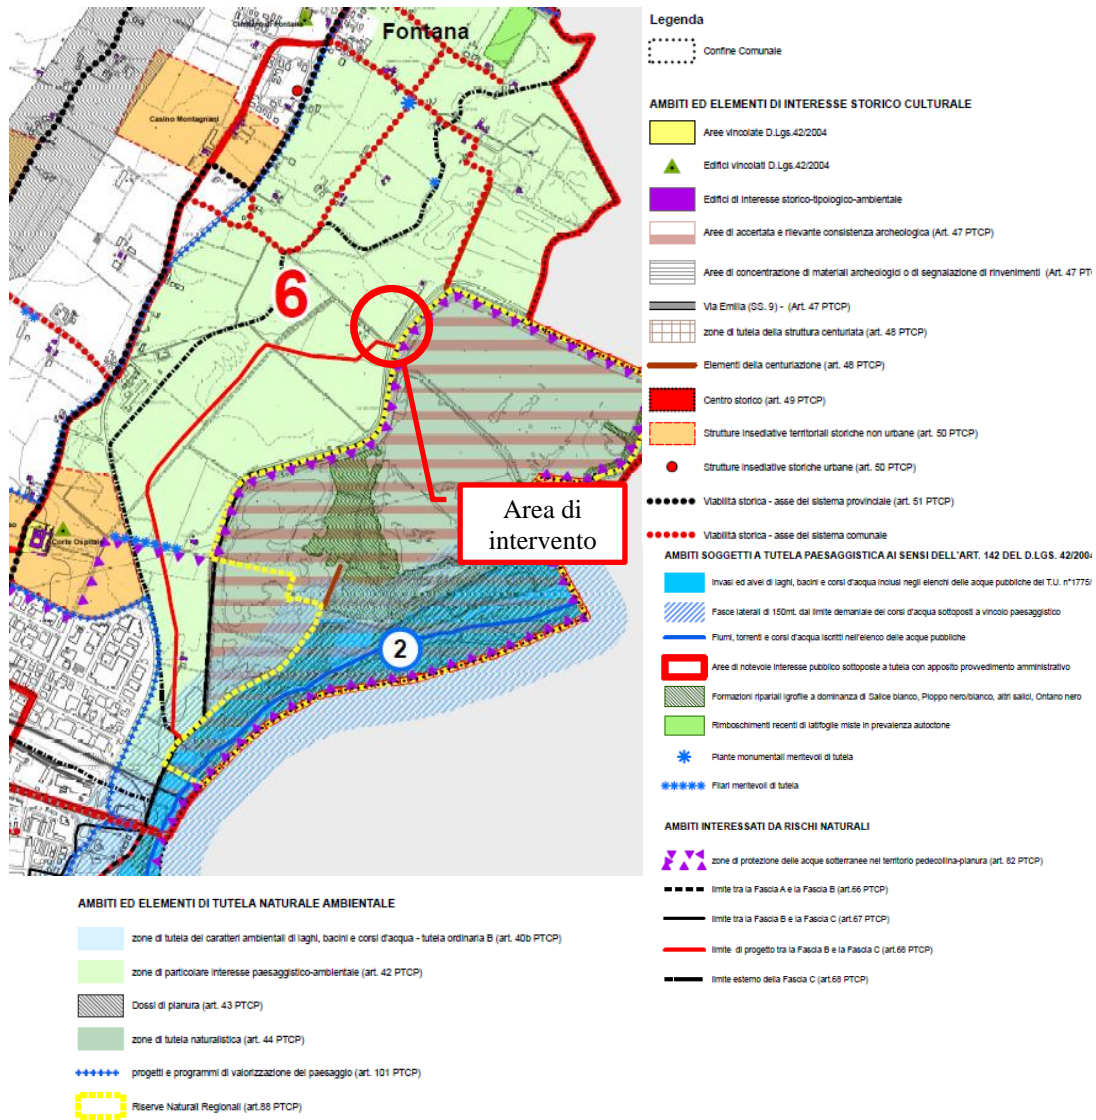 Cimitero di Fontana
Fontana
Casino Montagnani
6
Area di
intervento
Corte Ospitale
2
Legenda
Confine Comunale
AMBITI ED ELEMENTI DI INTERESSE STORICO CULTURALE
Aree vincolate D.Lgs.42/2004
Edifici vincolati D.Lgs.42/2004
Edifici di interesse storico-tipologico-ambientale
Aree di accertata e rilevante consistenza archeologica (Art. 47 PTCP)
Aree di concentrazione di materiali archeologici o di segnalazione di rinvenimenti (Art. 47 PT
Via Emilia (SS. 9) - (Art. 47 PTCP)
zone di tutela della struttura centuriata (art. 48 PTCP)
Elementi della centuriazione (art. 48 PTCP)
Centro storico (art. 49 PTCP)
Strutture insediative territoriali storiche non urbane (art. 50 PTCP)
Strutture insediative storiche urbane (art. 50 PTCP)
Viabilità storica - asse del sistema provinciale (art. 51 PTCP)
Viabilità storica - asse del sistema comunale
AMBITI SOGGETTI A TUTELA PAESAGGISTICA AI SENSI DELL'ART. 142 DEL D.LGS. 42/2004
Invasi ed alvei di laghi, bacini e corsi d'acqua inclusi negli elenchi delle acque pubbliche del T.U. n°1775/
Fasce laterali di 150mt. dal limite demaniale dei corsi d'acqua sottoposti a vincolo paesaggistico
Fiumi, torrenti e corsi d'acqua iscritti nell'elenco delle acque pubbliche
Aree di notevole interesse pubblico sottoposte a tutela con apposito provvedimento amministrativo
Formazioni ripariali igrofile a dominanza di Salice bianco, Pioppo nero/bianco, altri salici, Ontano nero
Rimboschimenti recenti di latifoglie miste in prevalenza autoctone
Piante monumentali meritevoli di tutela
Filari meritevoli di tutela
AMBITI INTERESSATI DA RISCHI NATURALI
zone di protezione delle acque sotterranee nel territorio pedecollina-pianura (art. 82 PTCP)
limite tra la Fascia A e la Fascia B (art.66 PTCP)
limite tra la Fascia B e la Fascia C (art.67 PTCP)
limite di progetto tra la Fascia B e la Fascia C (art.68 PTCP)
limite esterno della Fascia C (art.68 PTCP)
AMBITI ED ELEMENTI DI TUTELA NATURALE AMBIENTALE
zone di tutela dei caratteri ambientali di laghi, bacini e corsi d'acqua - tutela ordinaria B (art. 40b PTCP)
zone di particolare interesse paesaggistico-ambientale (art. 42 PTCP)
Dossi di pianura (art. 43 PTCP)
zone di tutela naturalistica (art. 44 PTCP)
progetti e programmi di valorizzazione del paesaggio (art. 101 PTCP)
Riserve Naturali Regionali (art.88 PTCP)